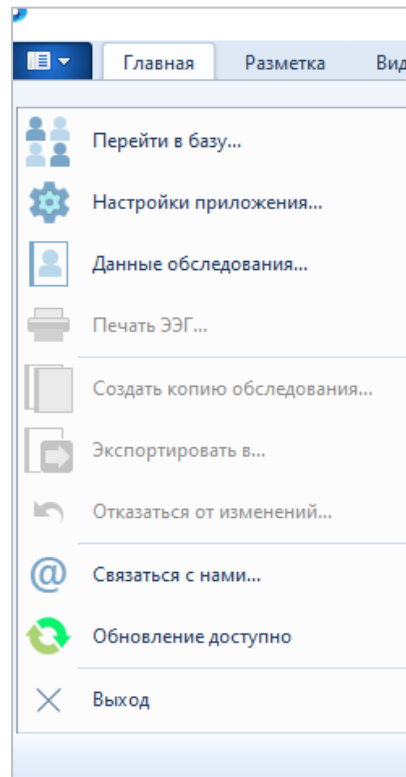 Главная Разметка Вид
Перейти в базу...
Настройки приложения...
Данные обследования...
Печать ЭЭГ...
Создать копию обследования...
Экспортировать в...
Отказаться от изменений...
@ Связаться с нами...
Обновление доступно
Выход